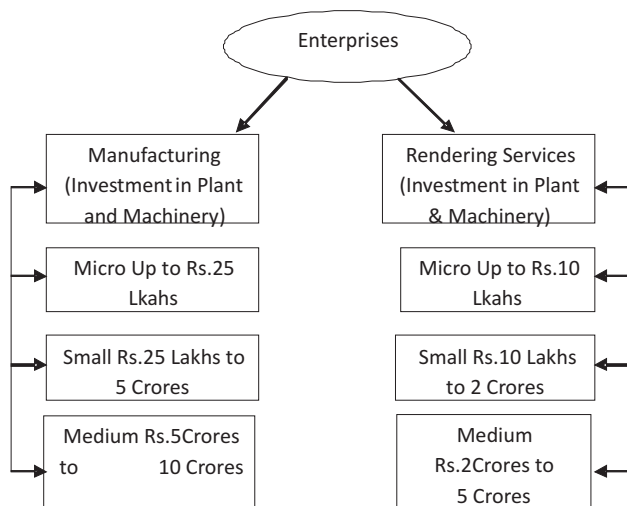 Enterprises
Manufacturing
(Investment in Plant
and Machinery)
Micro Up to Rs.25
Lkahs
Small Rs.25 Lakhs to
5 Crores
Medium Rs.5Crores
to 10 Crores
Rendering Services
(Investment in Plant
& Machinery)
Micro Up to Rs.10
Lkahs
Small Rs.10 Lakhs
to 2 Crores
Medium
Rs.2Crores to
5 Crores